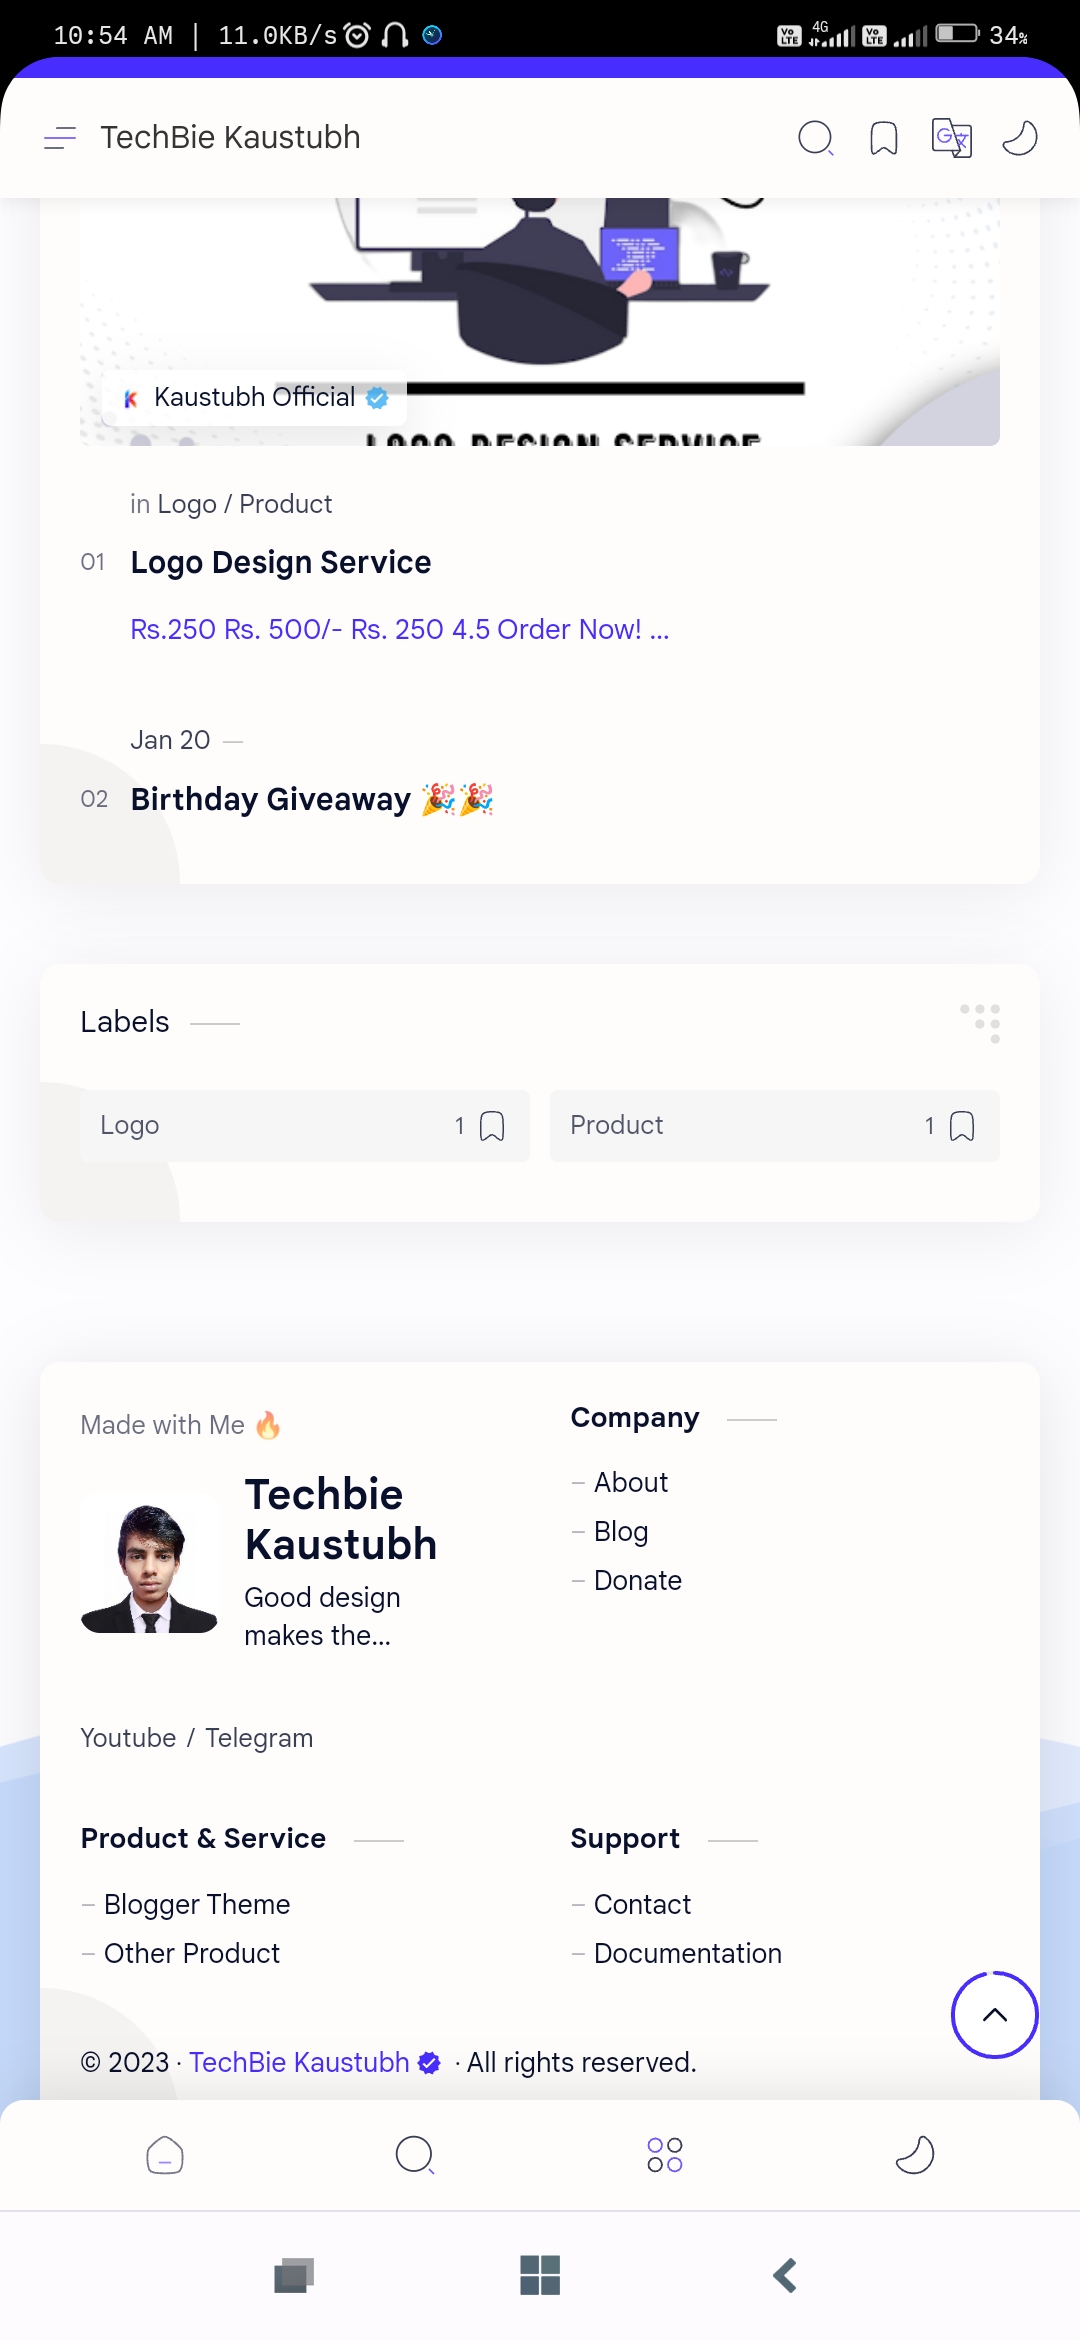 10:54 AM | 11.0KB/s 4G 34%
TechBie Kaustubh
Kaustubh Official
LOGO DESIGN SERVICE
in Logo / Product
01 Logo Design Service
Rs.250 Rs. 500/- Rs. 250 4.5 Order Now! ...
Jan 20
02 Birthday Giveaway 🎉🎉
Labels
Logo 1
Product 1
Made with Me 🔥
Techbie
Kaustubh
Good design
makes the...
Company
About
Blog
Donate
Youtube / Telegram
Product & Service
Blogger Theme
Other Product
Support
Contact
Documentation
© 2023 · TechBie Kaustubh · All rights reserved.